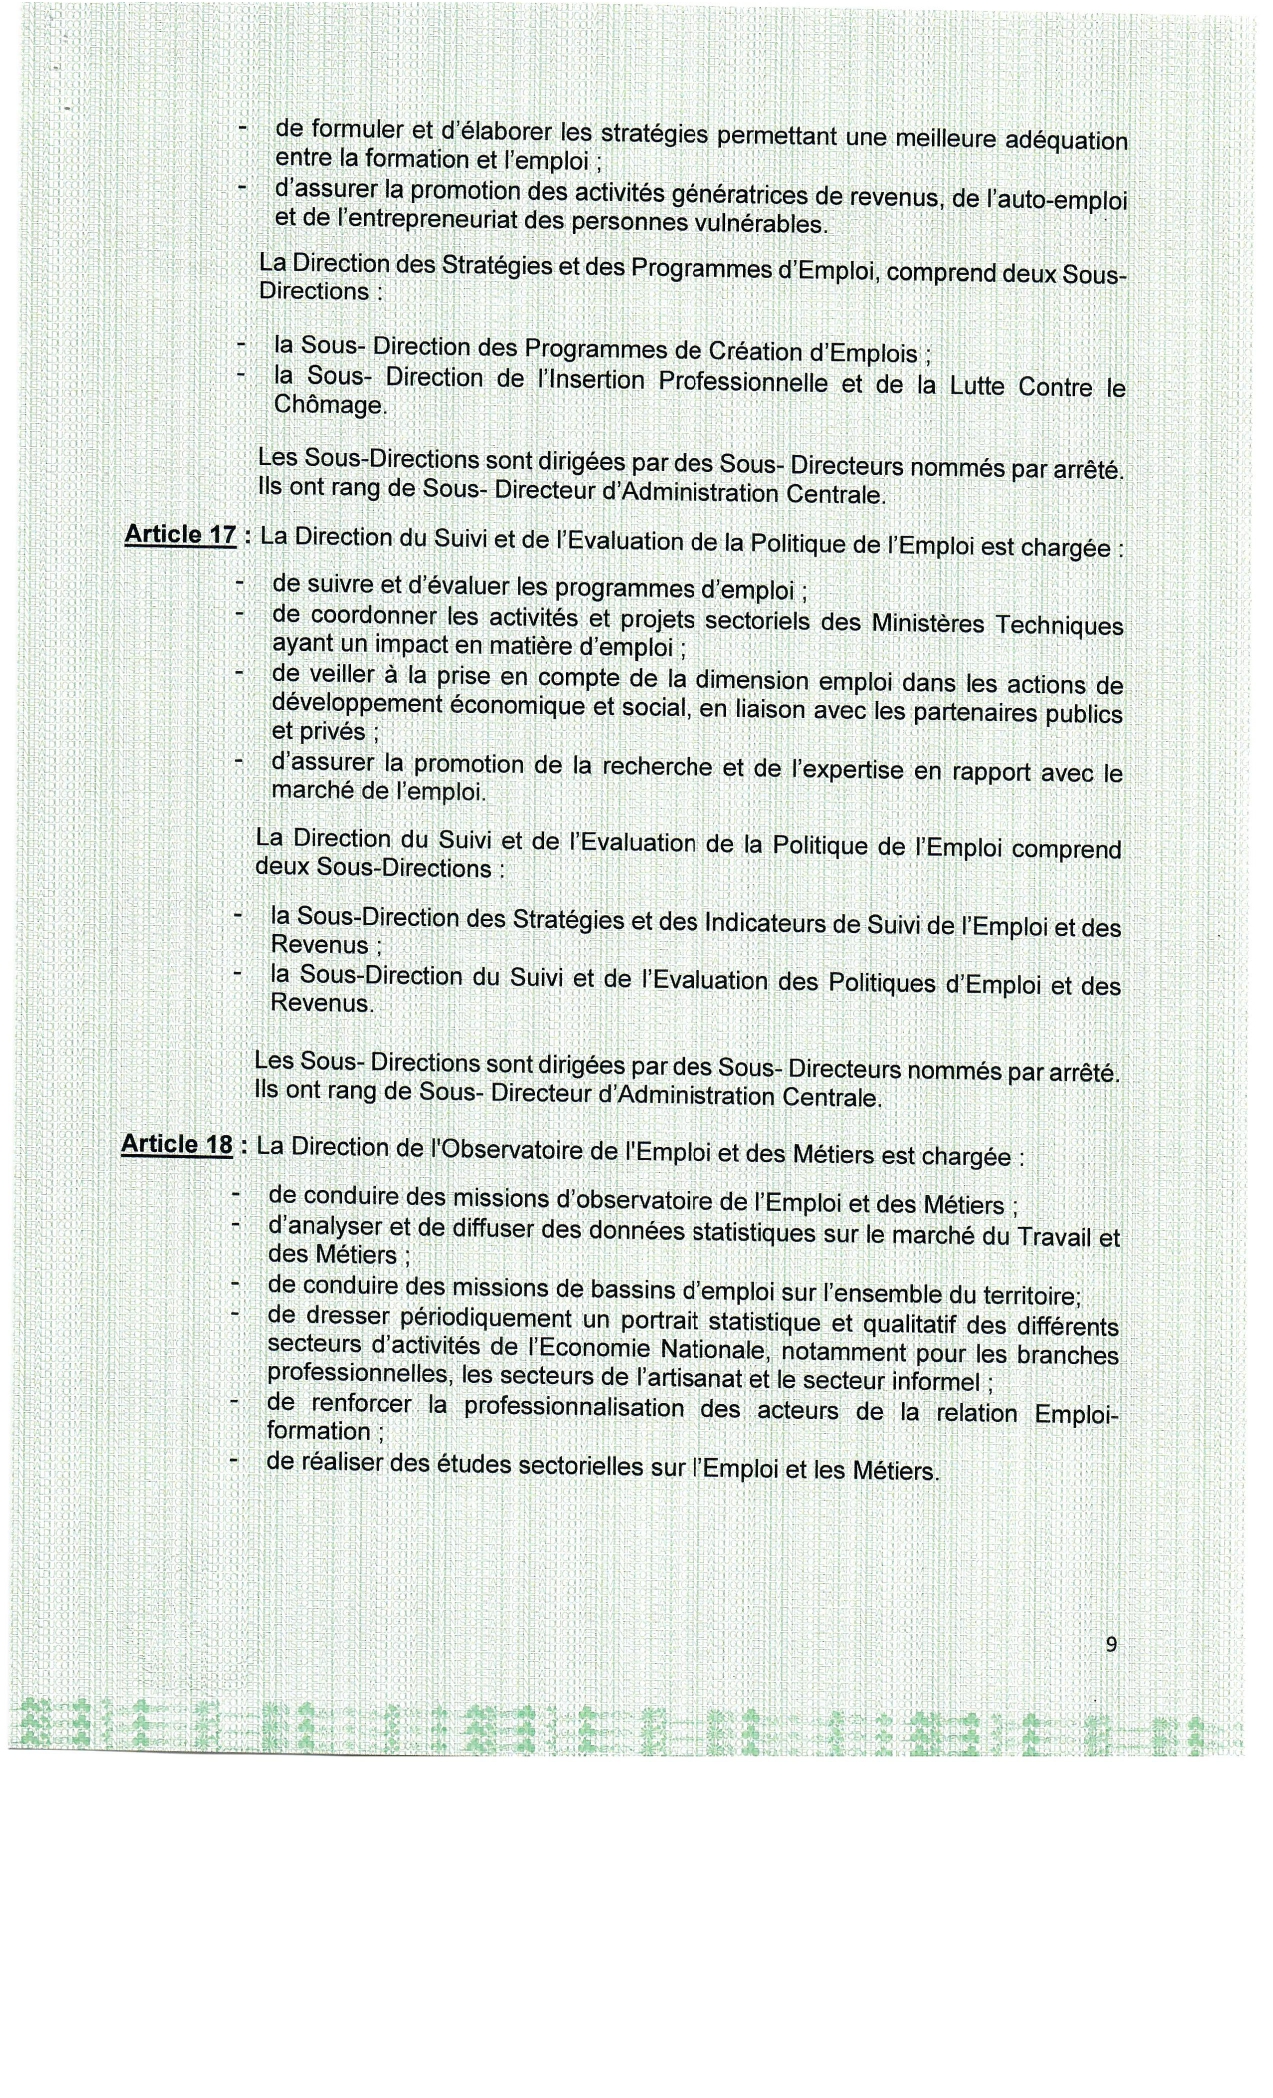 - de formuler et d'élaborer les stratégies permettant une meilleure adéquation
entre la formation et l'emploi ;
- d'assurer la promotion des activités génératrices de revenus, de l'auto-emploi
et de l'entrepreneuriat des personnes vulnérables.
La Direction des Stratégies et des Programmes d'Emploi, comprend deux Sous-
Directions :
- la Sous- Direction des Programmes de Création d'Emplois ;
- la Sous- Direction de l'Insertion Professionnelle et de la Lutte Contre le
Chômage.
Les Sous-Directions sont dirigées par des Sous- Directeurs nommés par arrêté.
Ils ont rang de Sous- Directeur d'Administration Centrale.
Article 17 : La Direction du Suivi et de l'Evaluation de la Politique de l'Emploi est chargée :
- de suivre et d'évaluer les programmes d'emploi ;
- de coordonner les activités et projets sectoriels des Ministères Techniques
ayant un impact en matière d'emploi ;
- de veiller à la prise en compte de la dimension emploi dans les actions de
développement économique et social, en liaison avec les partenaires publics
et privés ;
- d'assurer la promotion de la recherche et de l'expertise en rapport avec le
marché de l'emploi.
La Direction du Suivi et de l'Evaluation de la Politique de l'Emploi comprend
deux Sous-Directions :
- la Sous-Direction des Stratégies et des Indicateurs de Suivi de l'Emploi et des
Revenus ;
- la Sous-Direction du Suivi et de l'Evaluation des Politiques d'Emploi et des
Revenus.
Les Sous- Directions sont dirigées par des Sous- Directeurs nommés par arrêté.
Ils ont rang de Sous- Directeur d'Administration Centrale.
Article 18 : La Direction de l'Observatoire de l'Emploi et des Métiers est chargée :
- de conduire des missions d'observatoire de l'Emploi et des Métiers ;
- d'analyser et de diffuser des données statistiques sur le marché du Travail et
des Métiers ;
- de conduire des missions de bassins d'emploi sur l'ensemble du territoire;
- de dresser périodiquement un portrait statistique et qualitatif des différents
secteurs d'activités de l'Economie Nationale, notamment pour les branches
professionnelles, les secteurs de l'artisanat et le secteur informel ;
- de renforcer la professionnalisation des acteurs de la relation Emploi-
formation ;
- de réaliser des études sectorielles sur l'Emploi et les Métiers.
9